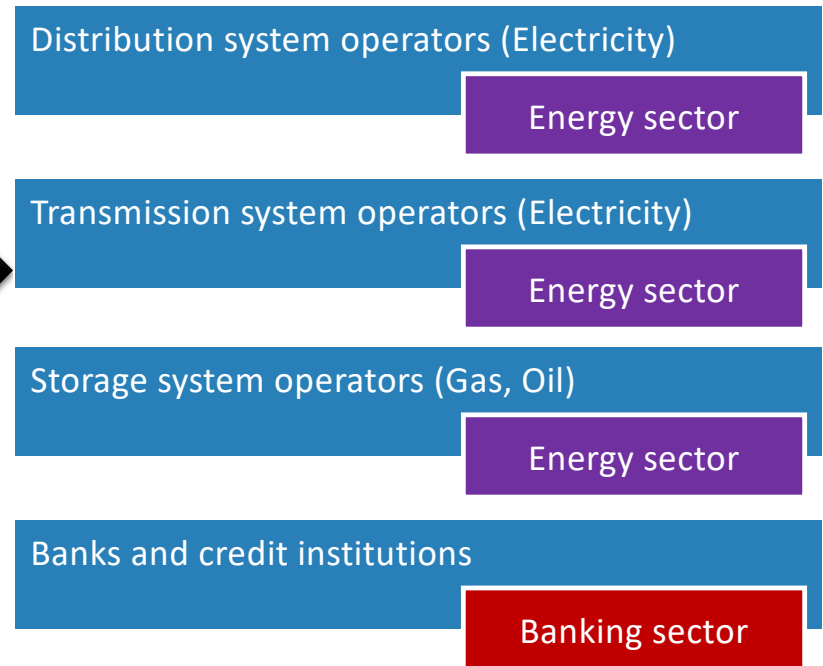 Distribution system operators (Electricity)
Energy sector
Transmission system operators (Electricity)
Energy sector
Storage system operators (Gas, Oil)
Energy sector
Banks and credit institutions
Banking sector